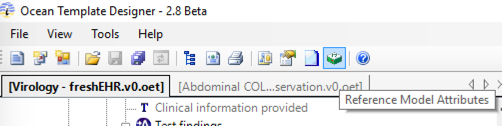 Ocean Template Designer - 2.8 Beta
File View Tools Help
[Virology - freshEHR.v0.oet] [Abdominal COL...servation.v0.oet]
Reference Model Attributes
T Clinical information provided
Test findings